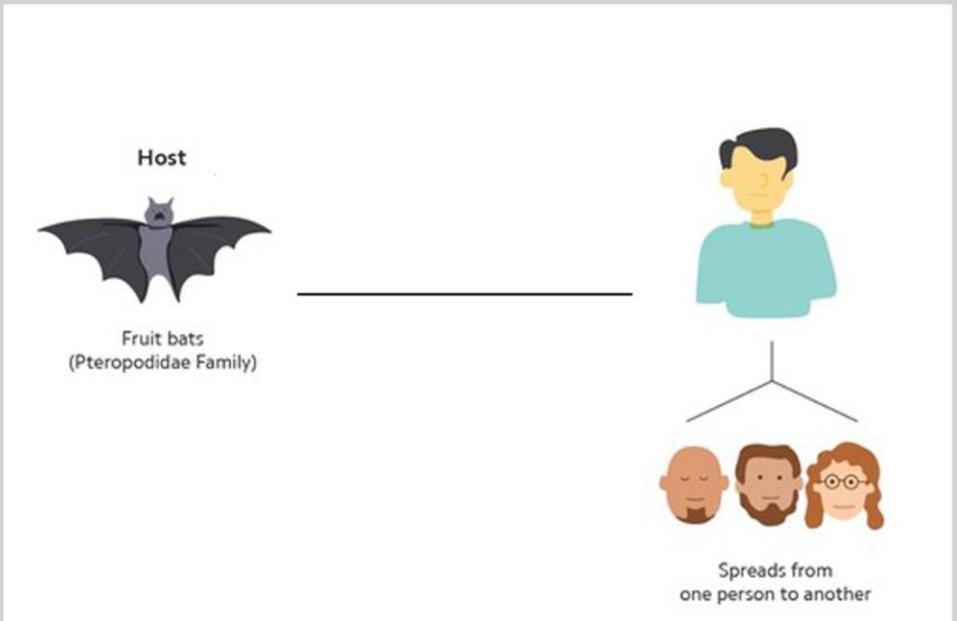 Host
Fruit bats
(Pteropodidae Family)
Spreads from
one person to another